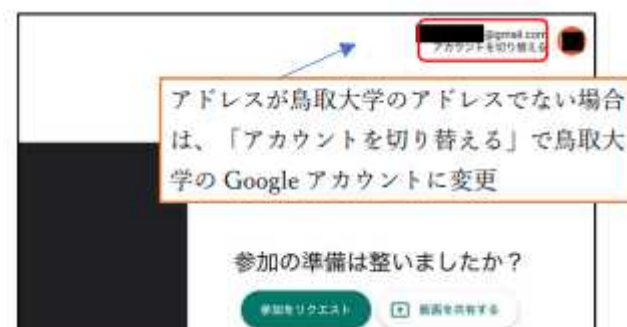 @gmail.com
アカウントを切り替える
アドレスが鳥取大学のアドレスでない場合
は、「アカウントを切り替える」で鳥取大
学の Google アカウントに変更
参加の準備は整いましたか？
参加をリクエスト
画面を共有する